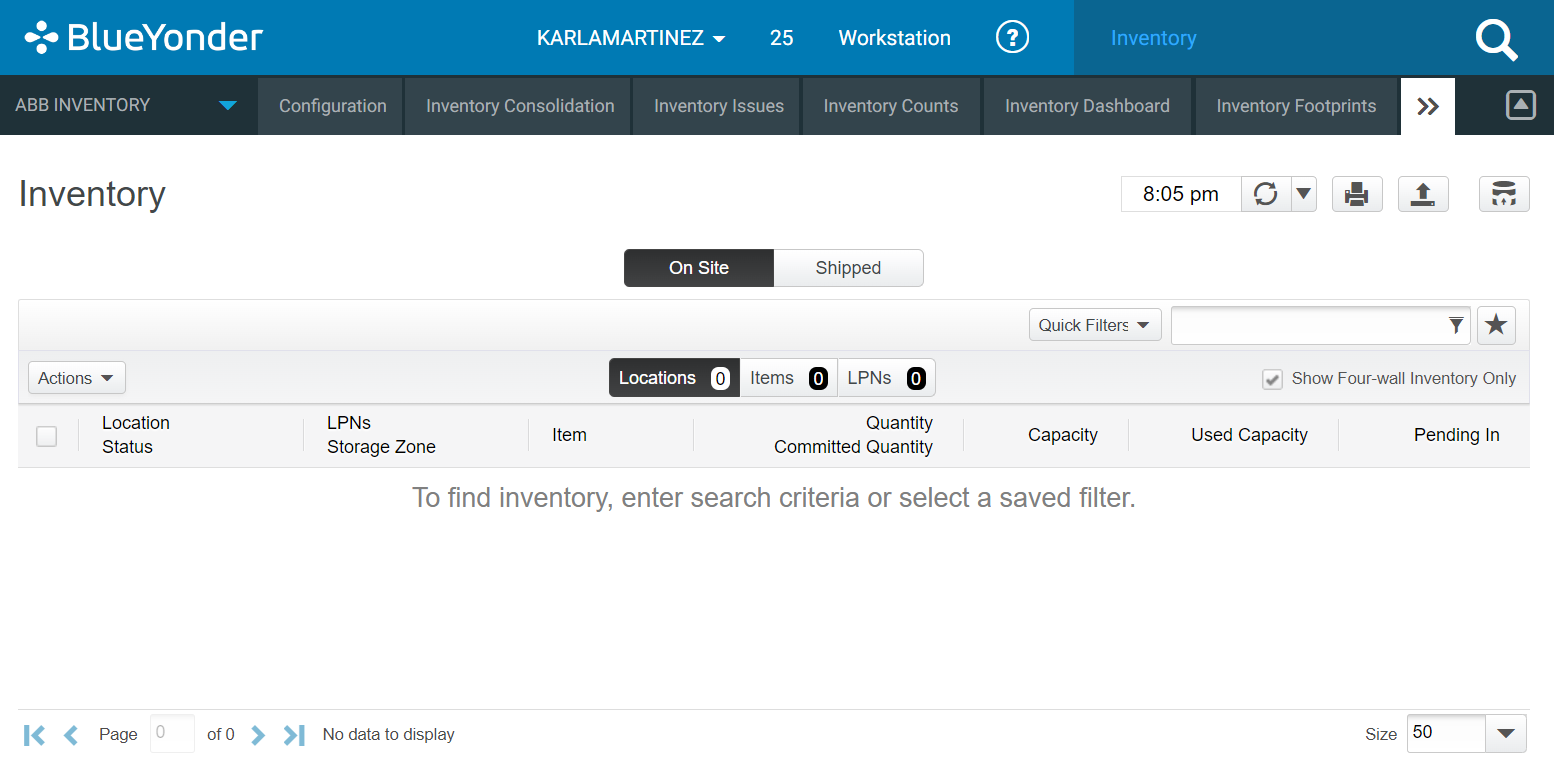 BlueYonder
KARLAMARTINEZ
25
Workstation
?
Inventory
ABB INVENTORY
Configuration
Inventory Consolidation
Inventory Issues
Inventory Counts
Inventory Dashboard
Inventory Footprints
Inventory
8:05 pm
On Site
Shipped
Quick Filters
Actions
Locations 0
Items 0
LPNs 0
Show Four-wall Inventory Only
Location
Status
LPNs
Storage Zone
Item
Quantity
Committed Quantity
Capacity
Used Capacity
Pending In
To find inventory, enter search criteria or select a saved filter.
Page 0 of 0
No data to display
Size 50